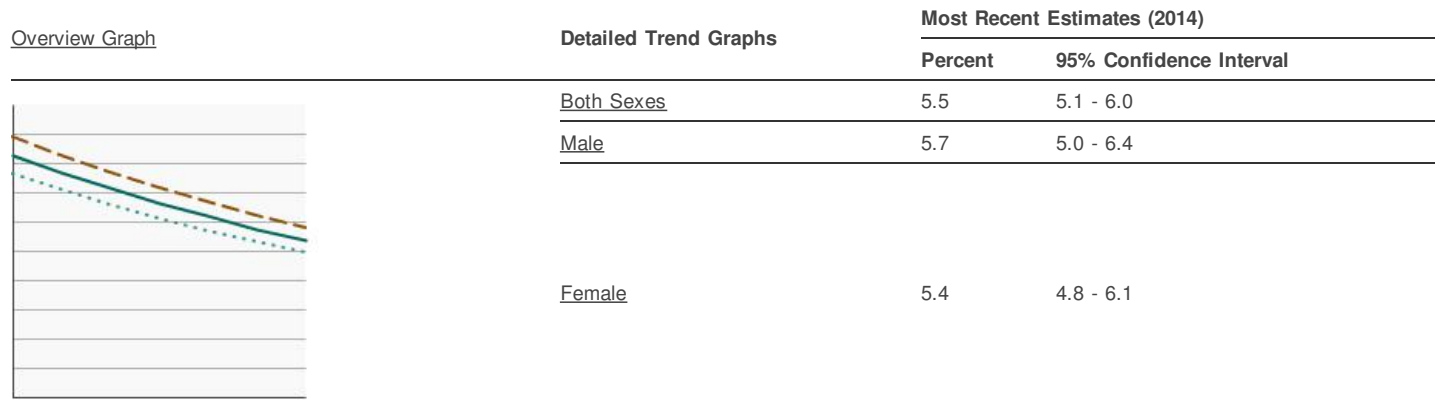 Overview Graph
Detailed Trend Graphs
Most Recent Estimates (2014)
Percent 95% Confidence Interval
Both Sexes 5.5 5.1 - 6.0
Male 5.7 5.0 - 6.4
Female 5.4 4.8 - 6.1